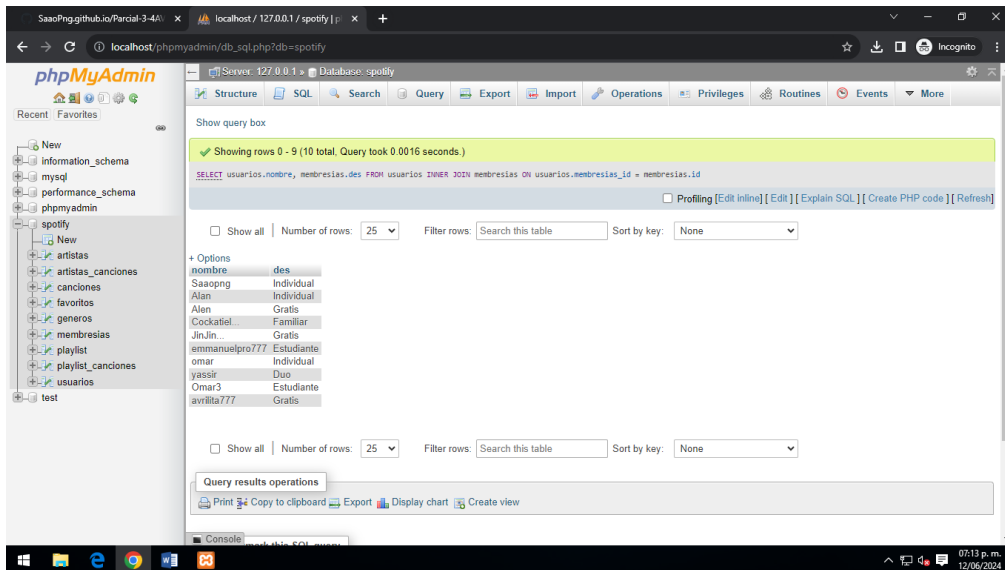 SaaoPng.github.io/Parcial-3-4AV
localhost / 127.0.0.1 / spotify | p
localhost/phpmyadmin/db_sql.php?db=spotify
Incognito
phpMyAdmin
Recent Favorites
New
information_schema
mysql
performance_schema
phpmyadmin
spotify
New
artistas
artistas_canciones
canciones
favoritos
generos
membresias
playlist
playlist_canciones
usuarios
test
Server: 127.0.0.1 » Database: spotify
Structure SQL Search Query Export Import Operations Privileges Routines Events More
Show query box
Showing rows 0 - 9 (10 total, Query took 0.0016 seconds.)
SELECT usuarios.nombre, membresias.des FROM usuarios INNER JOIN membresias ON usuarios.membresias_id = membresias.id
Profiling [Edit inline] [ Edit ] [ Explain SQL ] [ Create PHP code ] [ Refresh]
Show all Number of rows: 25 Filter rows: Search this table Sort by key: None
+ Options
nombre des
Saaopng Individual
Alan Individual
Alen Gratis
Cockatiel... Familiar
JinJin... Gratis
emmanuelpro777 Estudiante
omar Individual
yassir Duo
Omar3 Estudiante
avrilita777 Gratis
Show all Number of rows: 25 Filter rows: Search this table Sort by key: None
Query results operations
Print Copy to clipboard Export Display chart Create view
Console
07:13 p. m.
12/06/2024